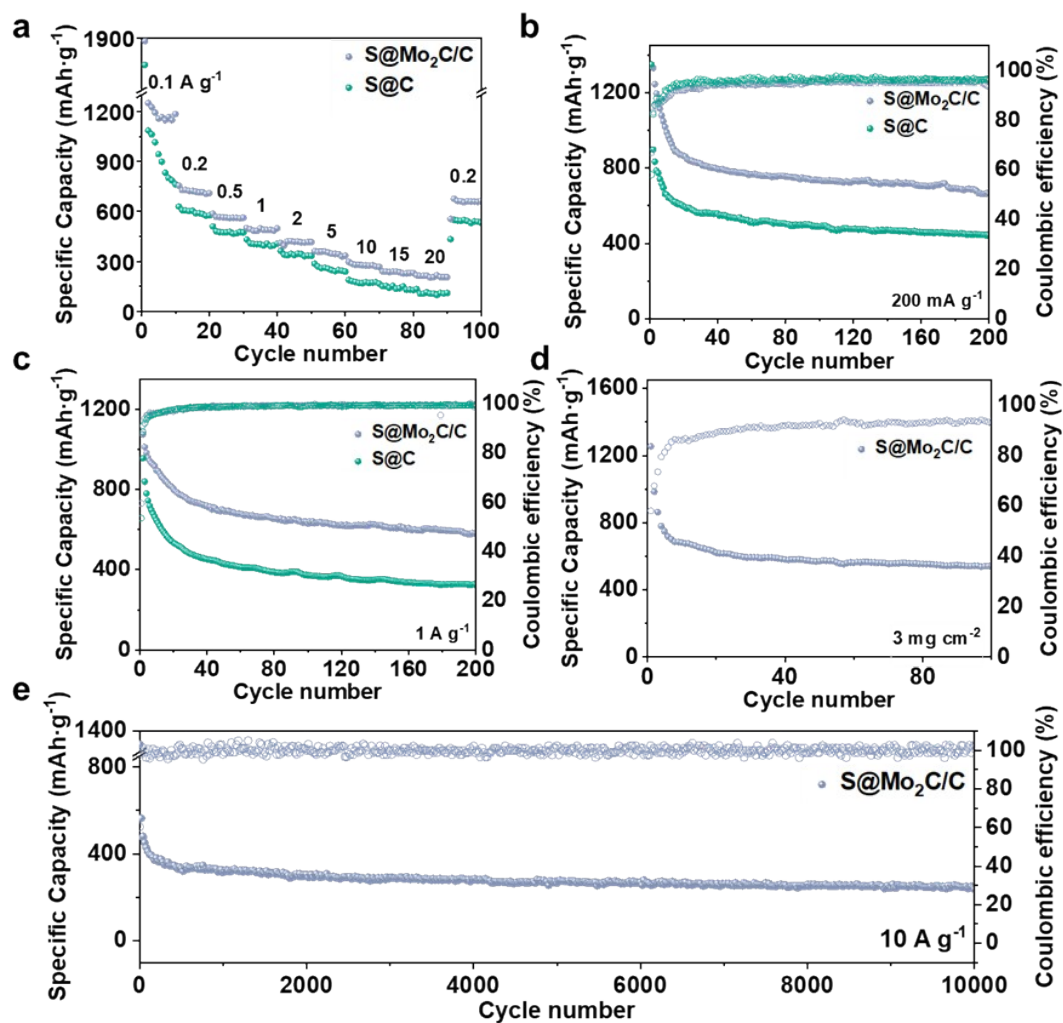 a
Specific Capacity (mAh·g⁻¹)
1900
1200
900
600
300
0
0.1 A g⁻¹
0.2
0.5
1
2
5
10
15
20
0.2
S@Mo₂C/C
S@C
0 20 40 60 80 100
Cycle number
b
Specific Capacity (mAh·g⁻¹)
1200
800
400
0
S@Mo₂C/C
S@C
200 mA g⁻¹
100
80
60
40
20
0
Coulombic efficiency (%)
0 40 80 120 160 200
Cycle number
c
Specific Capacity (mAh·g⁻¹)
1200
800
400
0
S@Mo₂C/C
S@C
1 A g⁻¹
100
80
60
40
20
0
Coulombic efficiency (%)
0 40 80 120 160 200
Cycle number
d
Specific Capacity (mAh·g⁻¹)
1600
1400
1200
800
600
400
0
S@Mo₂C/C
3 mg cm⁻²
100
80
60
40
20
0
Coulombic efficiency (%)
0 40 80
Cycle number
e
Specific Capacity (mAh·g⁻¹)
1400
800
400
0
S@Mo₂C/C
10 A g⁻¹
100
65
50
30
0
Coulombic efficiency (%)
0 2000 4000 6000 8000 10000
Cycle number